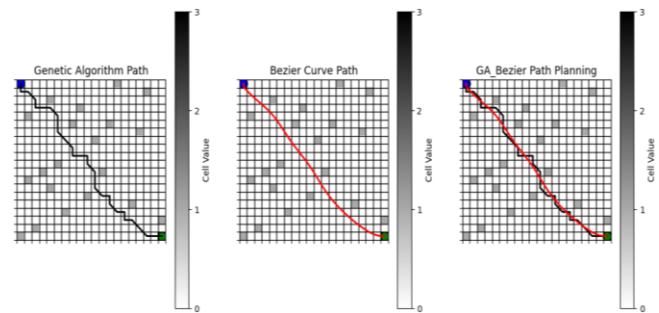 Genetic Algorithm Path
3
2
1
0
Cell Value
Bezier Curve Path
3
2
1
0
Cell Value
GA_Bezier Path Planning
3
2
1
0
Cell Value